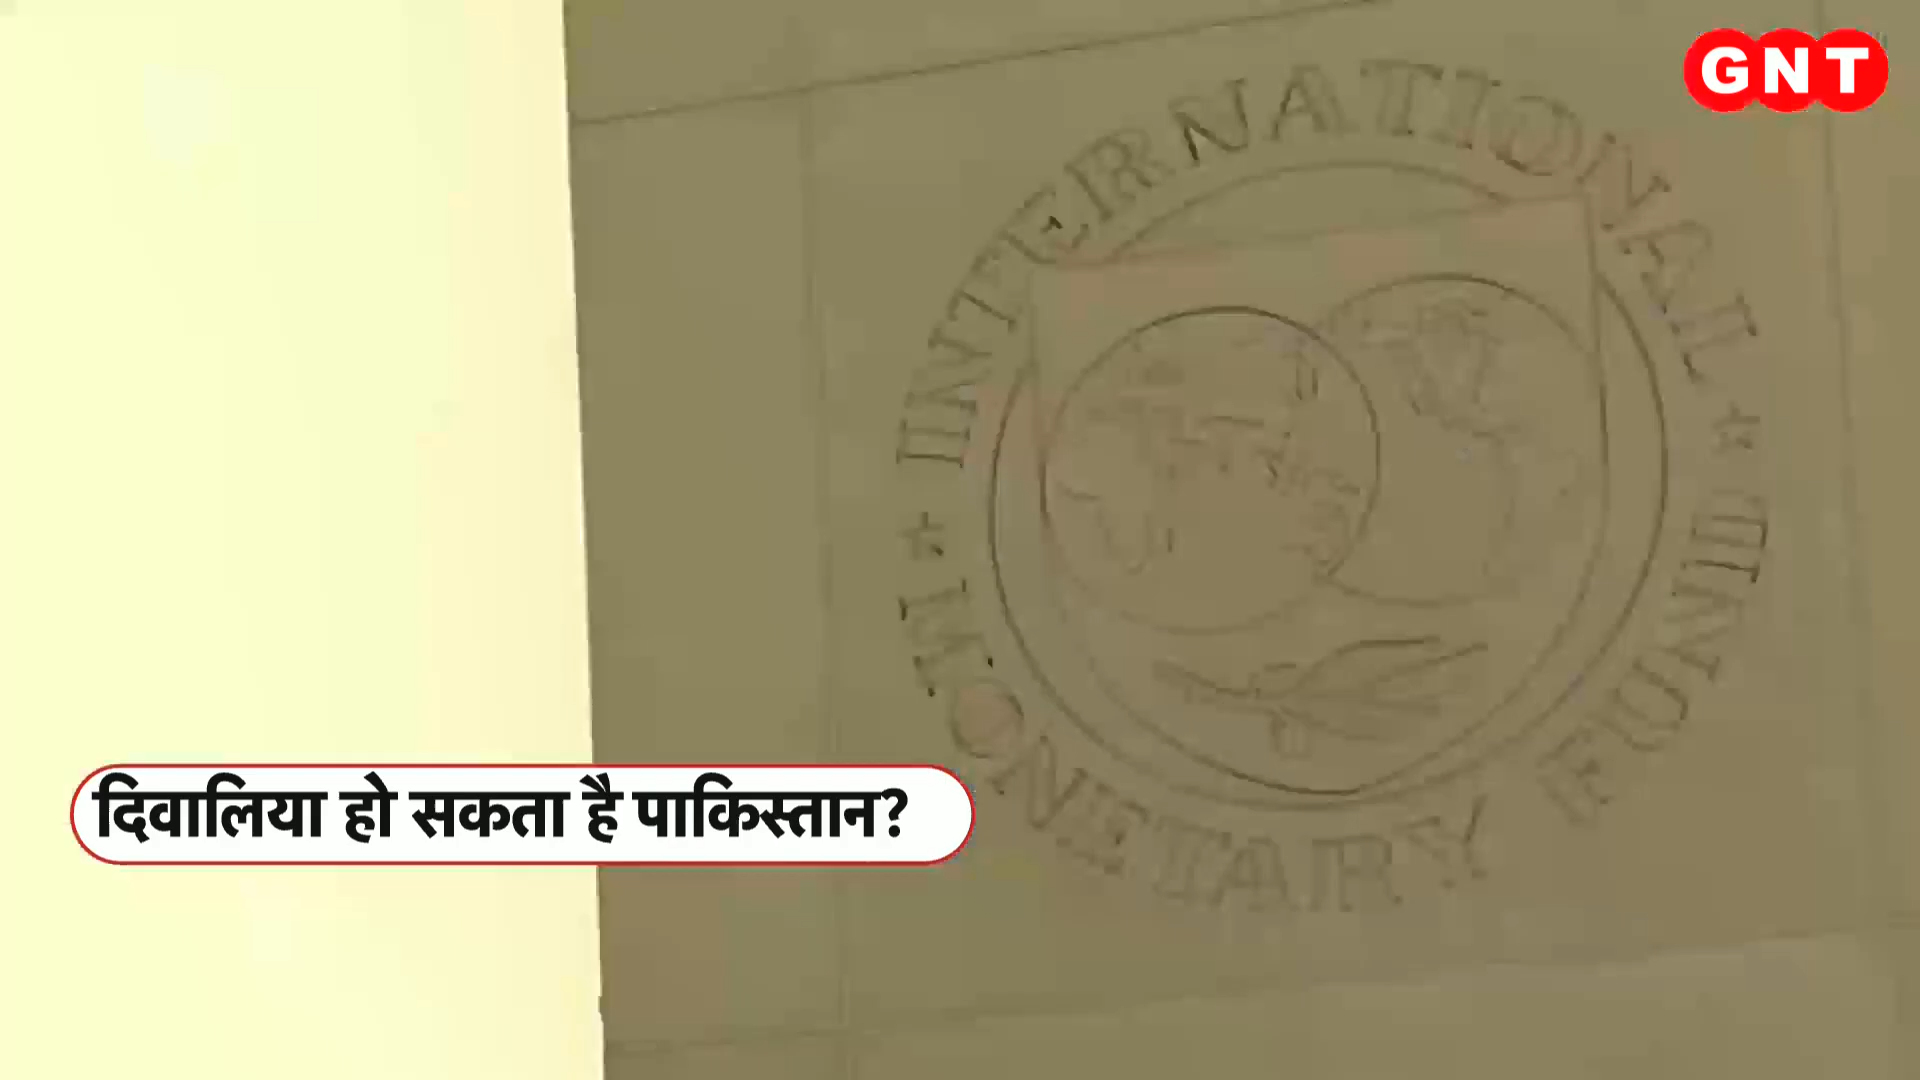 GNT
INTERNATIONAL
MONETARY FUND
दिवालिया हो सकता है पाकिस्तान?